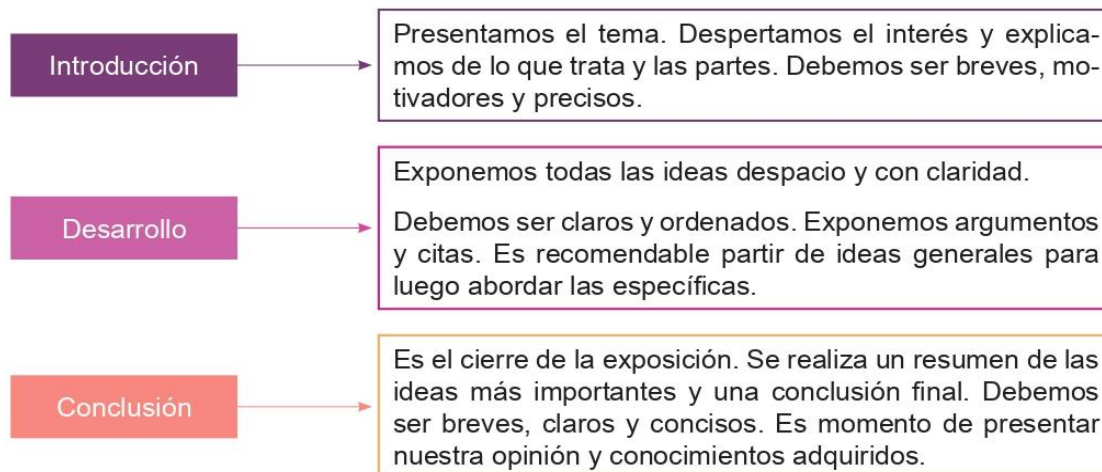 Introducción
Presentamos el tema. Despertamos el interés y explica-
mos de lo que trata y las partes. Debemos ser breves, mo-
tivadores y precisos.
Desarrollo
Exponemos todas las ideas despacio y con claridad.
Debemos ser claros y ordenados. Exponemos argumentos
y citas. Es recomendable partir de ideas generales para
luego abordar las específicas.
Conclusión
Es el cierre de la exposición. Se realiza un resumen de las
ideas más importantes y una conclusión final. Debemos
ser breves, claros y concisos. Es momento de presentar
nuestra opinión y conocimientos adquiridos.